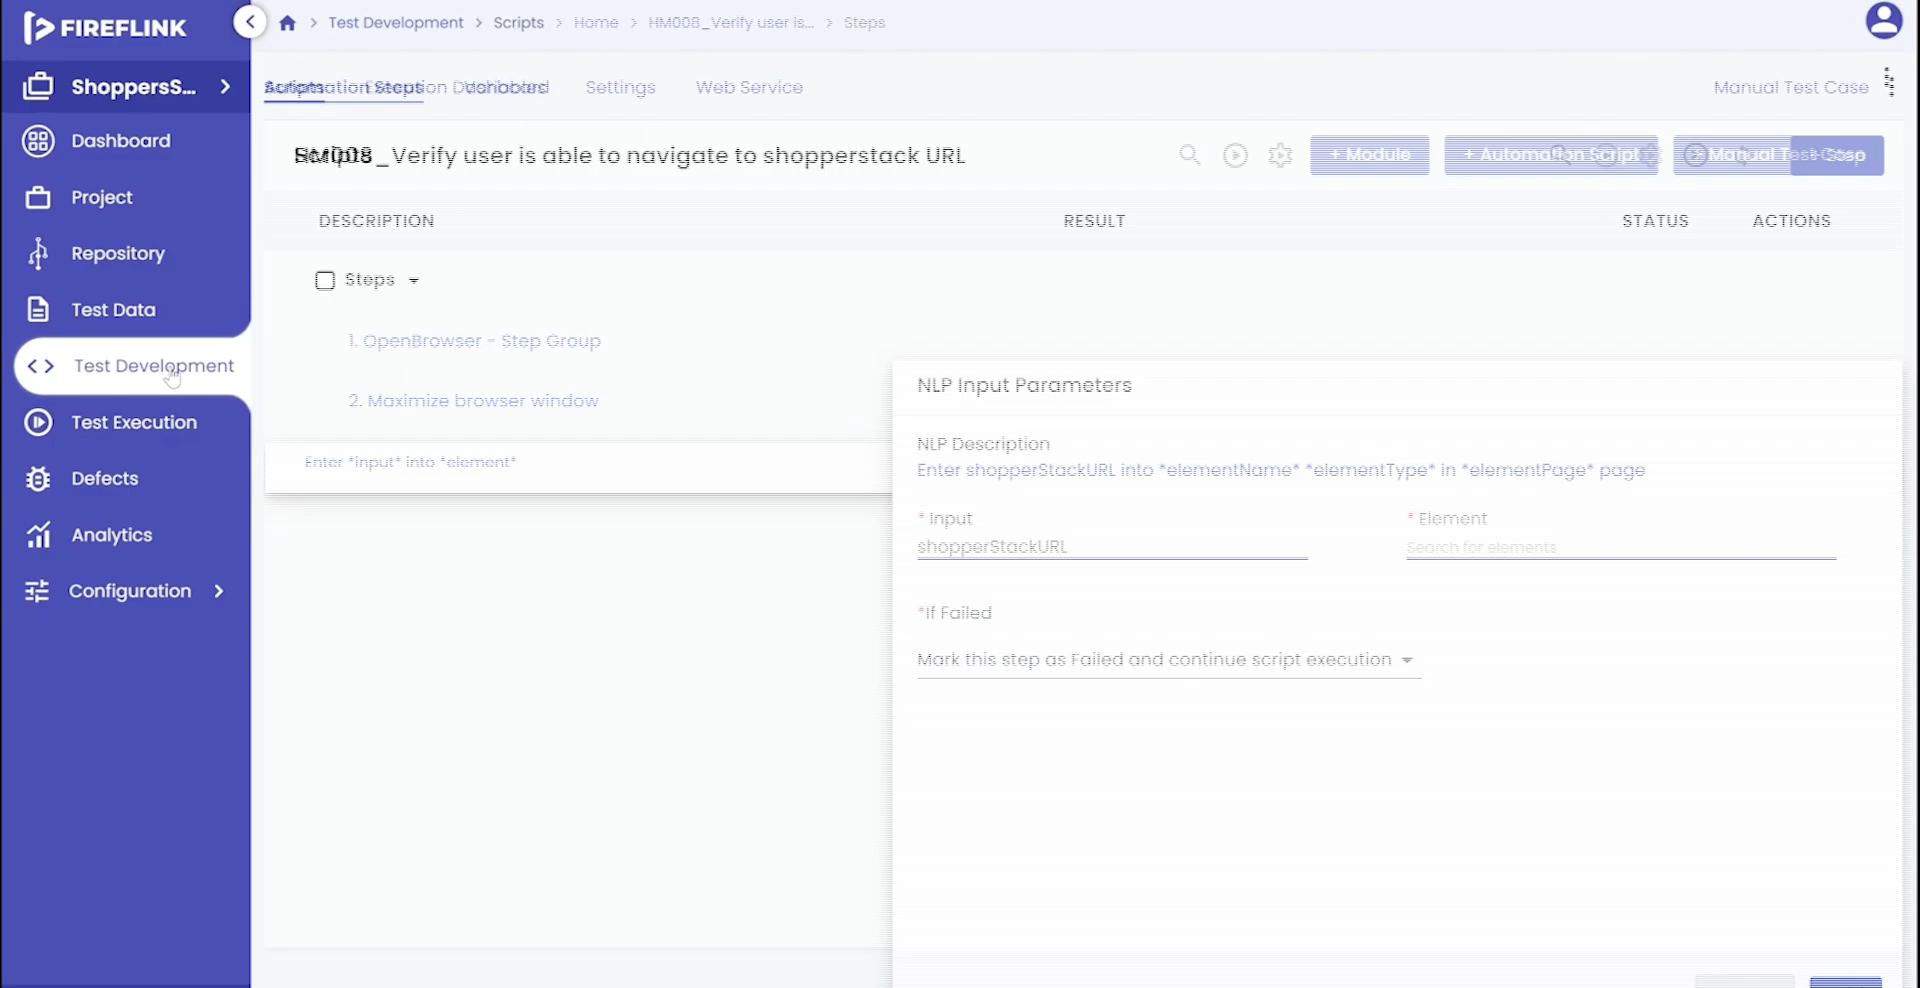 FIREFLINK
Test Development > Scripts > Home > HM008_Verify user is... > Steps
ShoppersS...
Settings
Web Service
Manual Test Case
Dashboard
Project
Repository
Test Data
Test Development
Test Execution
Defects
Analytics
Configuration
HM008_Verify user is able to navigate to shopperstack URL
+ Module
+ Automation Script
+ Step
DESCRIPTION
RESULT
STATUS
ACTIONS
Steps
1. OpenBrowser - Step Group
2. Maximize browser window
Enter *input* into *element*
NLP Input Parameters
NLP Description
Enter shopperStackURL into *elementName* *elementType* in *elementPage* page
* Input
shopperStackURL
* Element
Search for elements
*If Failed
Mark this step as Failed and continue script execution